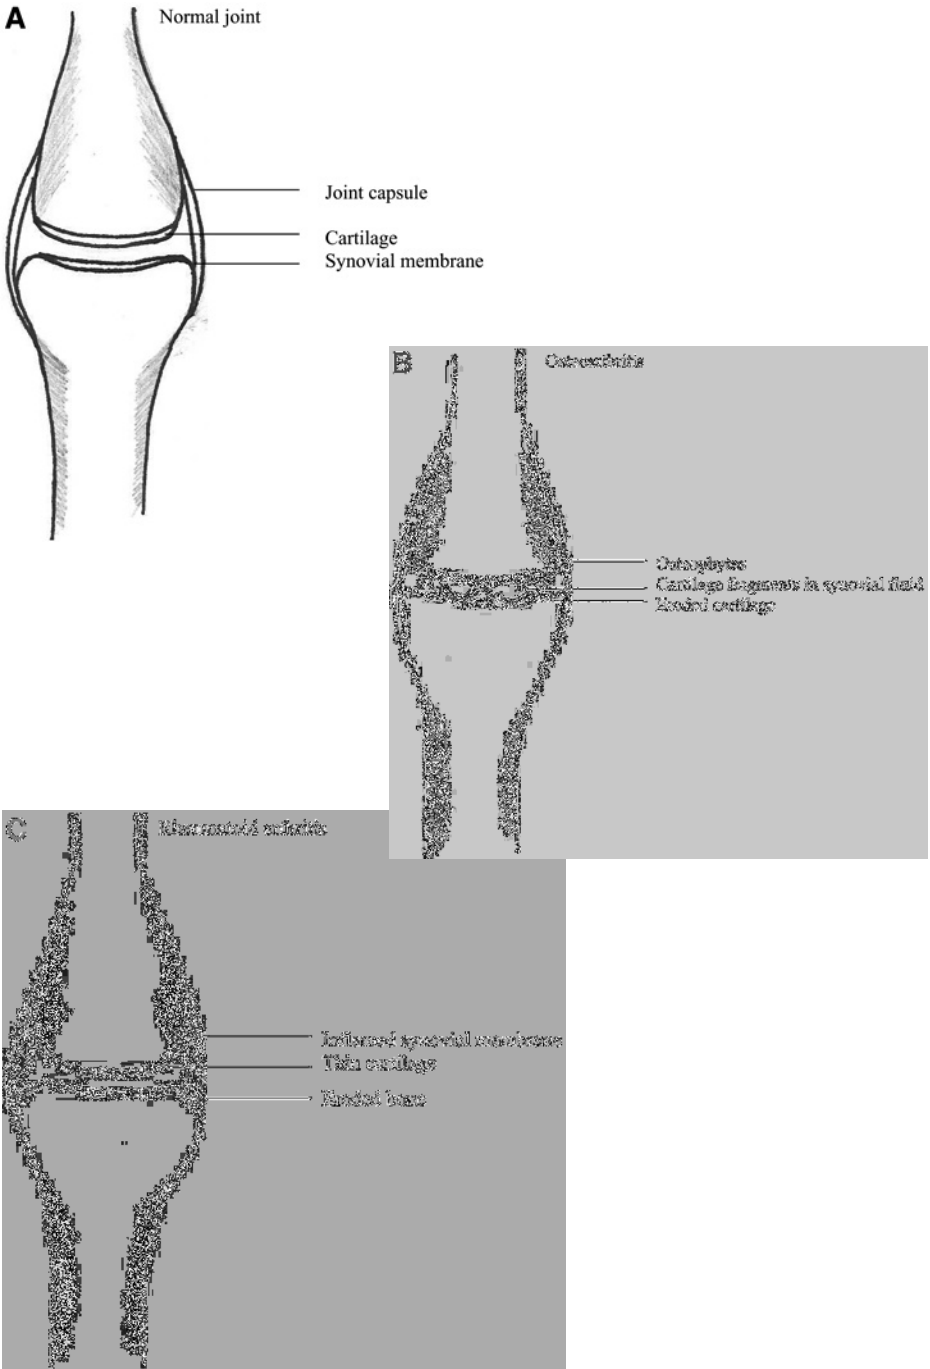 A
Normal joint
Joint capsule
Cartilage
Synovial membrane
B
Osteoarthritis
Osteophytes
Cartilage fragments in synovial fluid
Eroded cartilage
C
Rheumatoid arthritis
Inflamed synovial membrane
Thin cartilage
Eroded bone